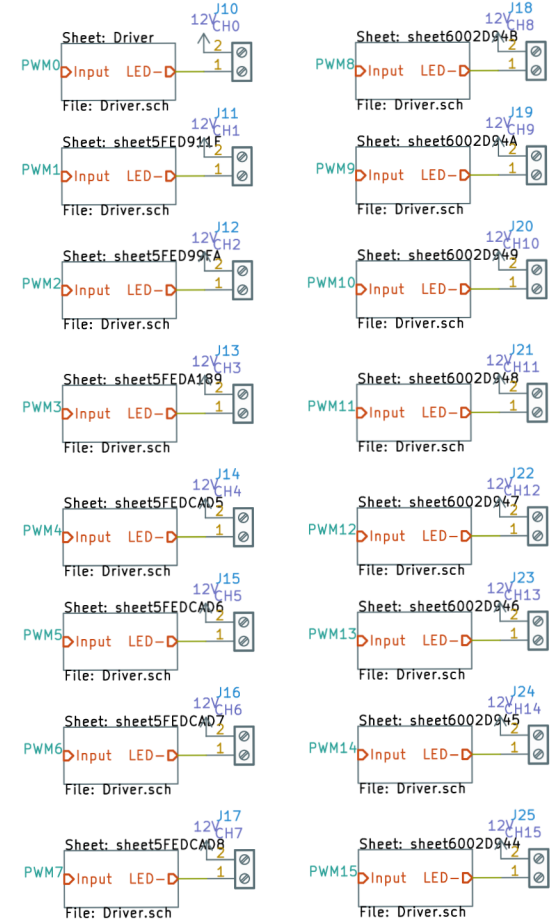 J10
12V CH0
Sheet: Driver
2
PWM0 Input LED- 1
File: Driver.sch
J11
12V CH1
Sheet: sheet5FED911F
2
PWM1 Input LED- 1
File: Driver.sch
J12
12V CH2
Sheet: sheet5FED99FA
2
PWM2 Input LED- 1
File: Driver.sch
J13
12V CH3
Sheet: sheet5FEDA189
2
PWM3 Input LED- 1
File: Driver.sch
J14
12V CH4
Sheet: sheet5FEDCAD5
2
PWM4 Input LED- 1
File: Driver.sch
J15
12V CH5
Sheet: sheet5FEDCAD6
2
PWM5 Input LED- 1
File: Driver.sch
J16
12V CH6
Sheet: sheet5FEDCAD7
2
PWM6 Input LED- 1
File: Driver.sch
J17
12V CH7
Sheet: sheet5FEDCAD8
2
PWM7 Input LED- 1
File: Driver.sch
J18
12V CH8
Sheet: sheet6002D94B
2
PWM8 Input LED- 1
File: Driver.sch
J19
12V CH9
Sheet: sheet6002D94A
2
PWM9 Input LED- 1
File: Driver.sch
J20
12V CH10
Sheet: sheet6002D949
2
PWM10 Input LED- 1
File: Driver.sch
J21
12V CH11
Sheet: sheet6002D948
2
PWM11 Input LED- 1
File: Driver.sch
J22
12V CH12
Sheet: sheet6002D947
2
PWM12 Input LED- 1
File: Driver.sch
J23
12V CH13
Sheet: sheet6002D946
2
PWM13 Input LED- 1
File: Driver.sch
J24
12V CH14
Sheet: sheet6002D945
2
PWM14 Input LED- 1
File: Driver.sch
J25
12V CH15
Sheet: sheet6002D944
2
PWM15 Input LED- 1
File: Driver.sch